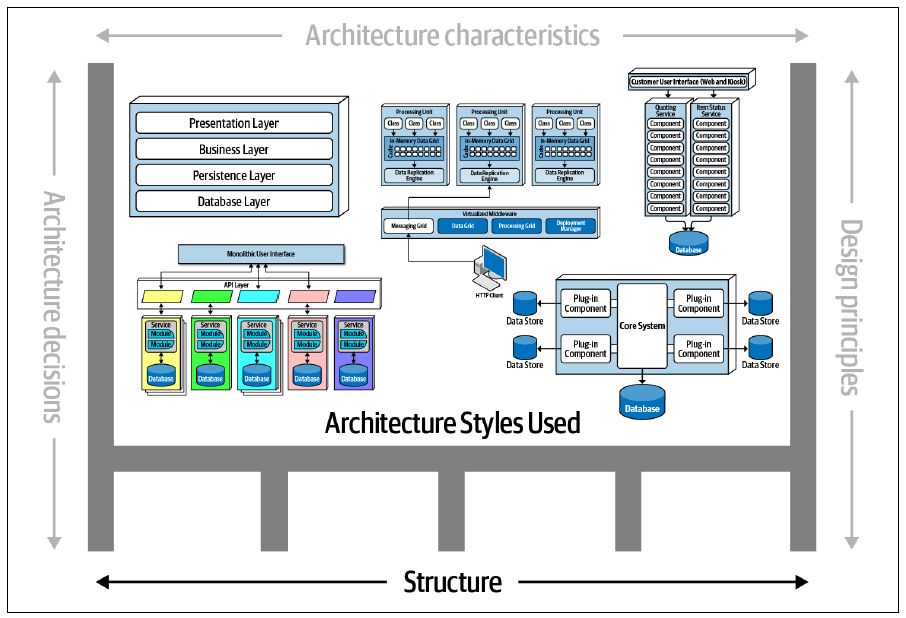 Architecture characteristics
Architecture decisions
Design principles
Presentation Layer
Business Layer
Persistence Layer
Database Layer
Processing Unit
Class Class Class
In-Memory Data Grid
Cache
Data Replication
Engine
Processing Unit
Class Class Class
In-Memory Data Grid
Cache
Data Replication
Engine
Processing Unit
Class Class Class
In-Memory Data Grid
Cache
Data Replication
Engine
Virtualized Middleware
Messaging Grid
Data Grid
Processing Grid
Deployment
Manager
HTTP Client
Customer User Interface (Web and Kiosk)
Quoting
Service
Component
Component
Component
Component
Component
Component
Component
Component
Item Status
Service
Component
Component
Component
Component
Component
Component
Component
Component
Database
Monolithic User Interface
API Layer
Service
Module
Module
Database
Service
Module
Module
Database
Service
Module
Module
Database
Service
Module
Module
Database
Service
Module
Module
Database
Data Store
Plug-in
Component
Core System
Plug-in
Component
Data Store
Data Store
Plug-in
Component
Plug-in
Component
Data Store
Database
Architecture Styles Used
Structure